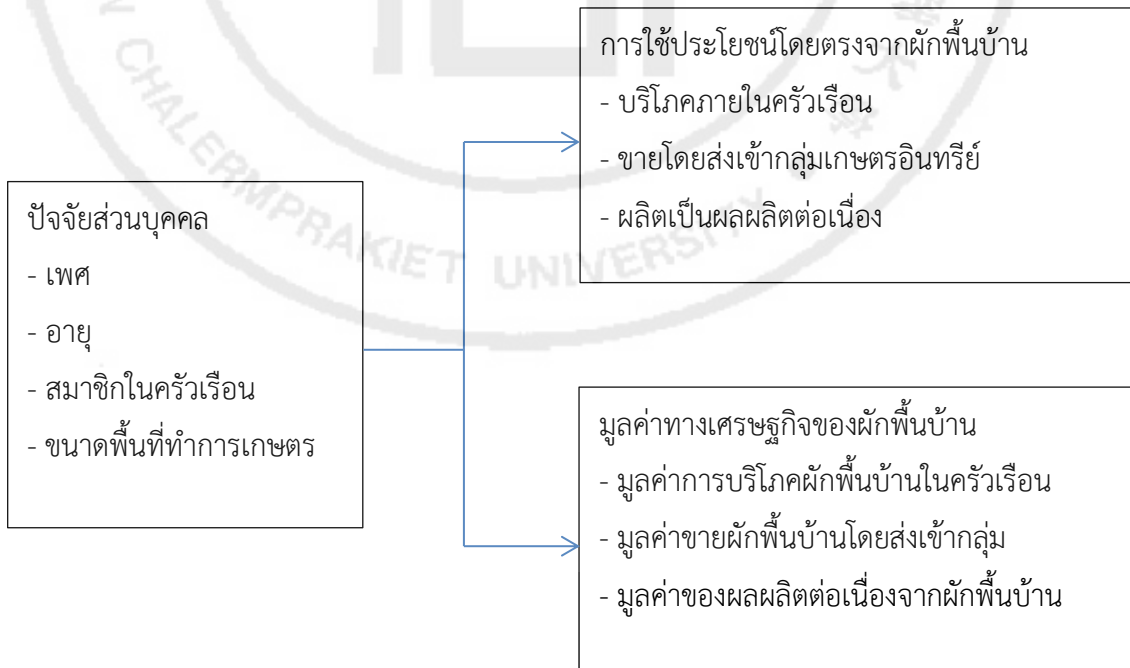 การใช้ประโยชน์โดยตรงจากผักพื้นบ้าน
- บริโภคภายในครัวเรือน
- ขายโดยส่งเข้ากลุ่มเกษตรอินทรีย์
- ผลิตเป็นผลผลิตต่อเนื่อง
ปัจจัยส่วนบุคคล
- เพศ
- อายุ
- สมาชิกในครัวเรือน
- ขนาดพื้นที่ทำการเกษตร
มูลค่าทางเศรษฐกิจของผักพื้นบ้าน
- มูลค่าการบริโภคผักพื้นบ้านในครัวเรือน
- มูลค่าขายผักพื้นบ้านโดยส่งเข้ากลุ่ม
- มูลค่าของผลผลิตต่อเนื่องจากผักพื้นบ้าน
CHALERMPRAKIET UNIVERSITY